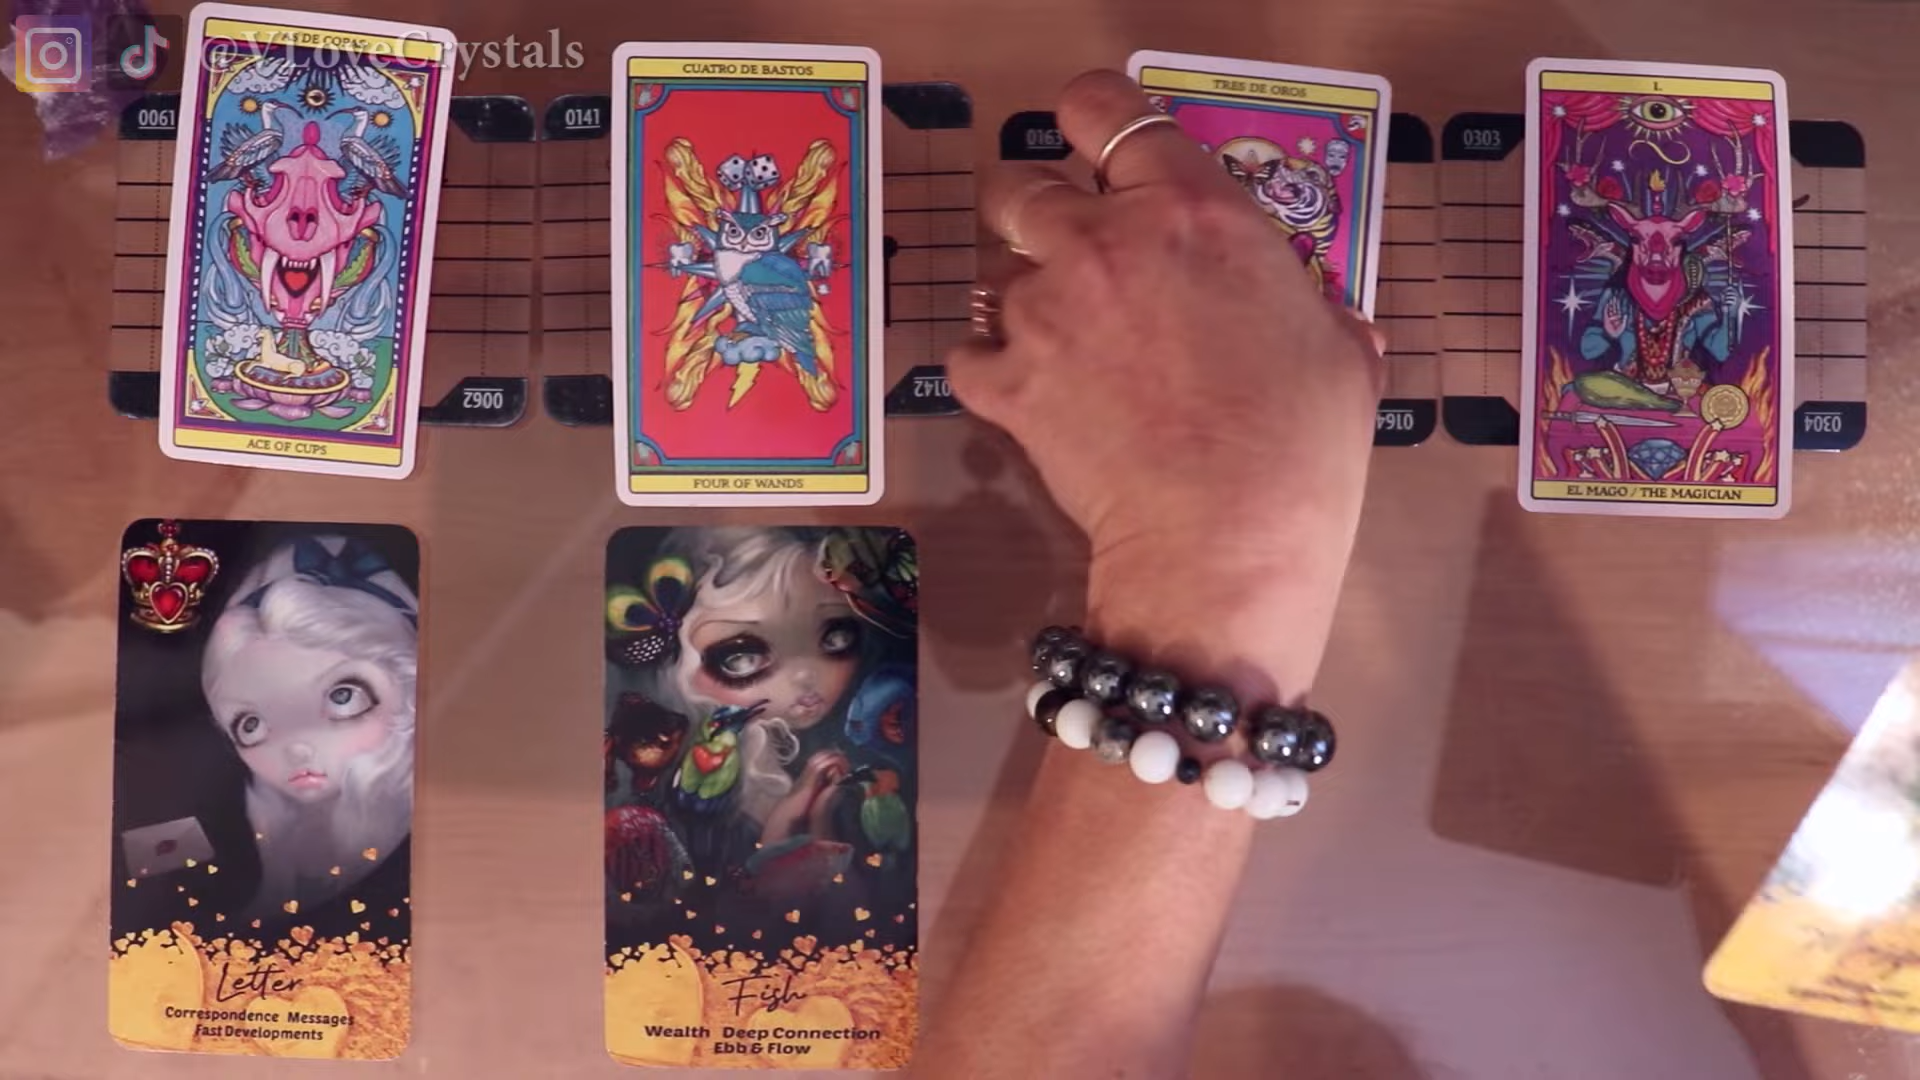 @VLoveCrystals
AS DE COPAS
ACE OF CUPS
CUATRO DE BASTOS
FOUR OF WANDS
TRES DE OROS
I.
EL MAGO / THE MAGICIAN
0061
0062
0141
0142
0163
0164
0303
0304
Letter
Correspondence Messages
Fast Developments
Fish
Wealth Deep Connection
Ebb & Flow